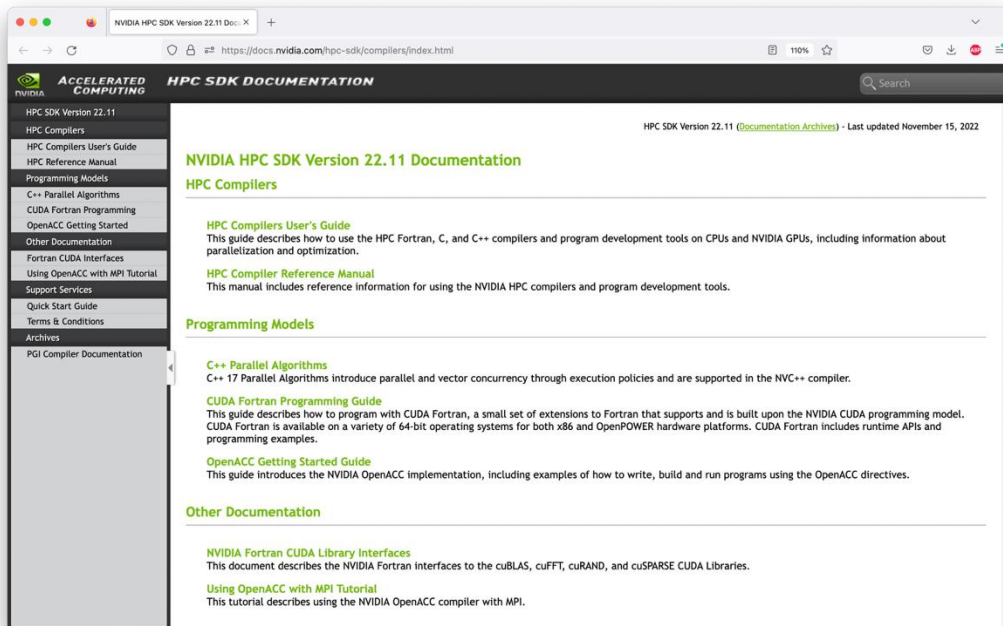 NVIDIA HPC SDK Version 22.11 Doc
https://docs.nvidia.com/hpc-sdk/compilers/index.html
110%
ABP
NVIDIA
ACCELERATED
COMPUTING
HPC SDK DOCUMENTATION
Search
HPC SDK Version 22.11
HPC Compilers
HPC Compilers User's Guide
HPC Reference Manual
Programming Models
C++ Parallel Algorithms
CUDA Fortran Programming
OpenACC Getting Started
Other Documentation
Fortran CUDA Interfaces
Using OpenACC with MPI Tutorial
Support Services
Quick Start Guide
Terms & Conditions
Archives
PGI Compiler Documentation
HPC SDK Version 22.11 (Documentation Archives) - Last updated November 15, 2022
NVIDIA HPC SDK Version 22.11 Documentation
HPC Compilers
HPC Compilers User's Guide
This guide describes how to use the HPC Fortran, C, and C++ compilers and program development tools on CPUs and NVIDIA GPUs, including information about
parallelization and optimization.
HPC Compiler Reference Manual
This manual includes reference information for using the NVIDIA HPC compilers and program development tools.
Programming Models
C++ Parallel Algorithms
C++ 17 Parallel Algorithms introduce parallel and vector concurrency through execution policies and are supported in the NVC++ compiler.
CUDA Fortran Programming Guide
This guide describes how to program with CUDA Fortran, a small set of extensions to Fortran that supports and is built upon the NVIDIA CUDA programming model.
CUDA Fortran is available on a variety of 64-bit operating systems for both x86 and OpenPOWER hardware platforms. CUDA Fortran includes runtime APIs and
programming examples.
OpenACC Getting Started Guide
This guide introduces the NVIDIA OpenACC implementation, including examples of how to write, build and run programs using the OpenACC directives.
Other Documentation
NVIDIA Fortran CUDA Library Interfaces
This document describes the NVIDIA Fortran interfaces to the cuBLAS, cuFFT, cuRAND, and cuSPARSE CUDA Libraries.
Using OpenACC with MPI Tutorial
This tutorial describes using the NVIDIA OpenACC compiler with MPI.